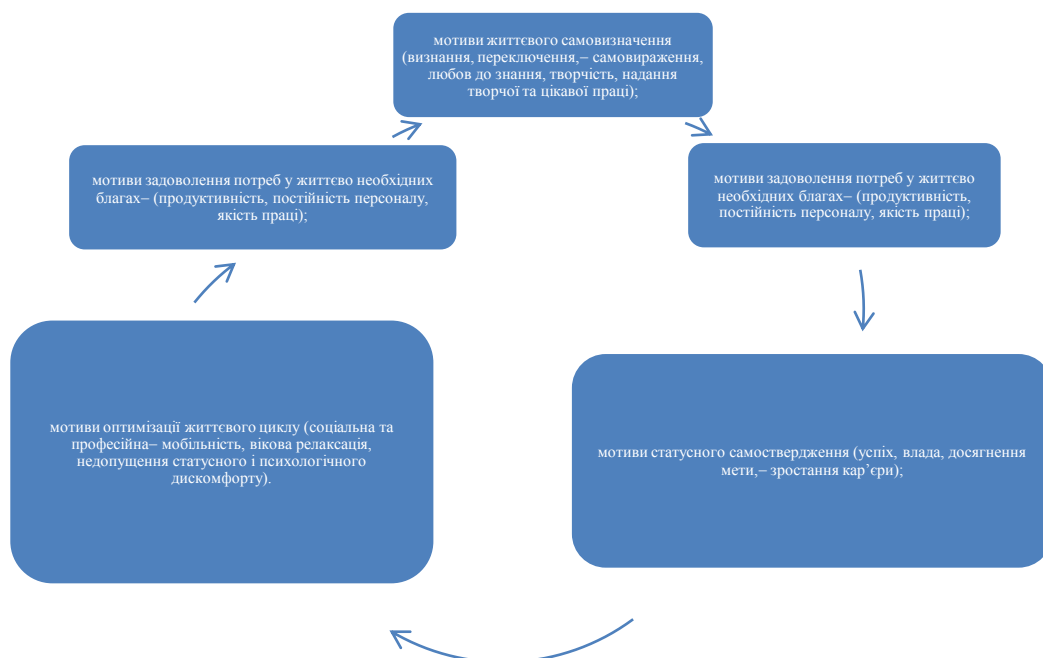 мотиви життєвого самовизначення
(визнання, переключення,– самовираження,
любов до знання, творчість, надання
творчої та цікавої праці);
мотиви задоволення потреб у життєво необхідних
благах– (продуктивність, постійність персоналу,
якість праці);
мотиви задоволення потреб у життєво
необхідних благах– (продуктивність,
постійність персоналу, якість праці);
мотиви оптимізації життєвого циклу (соціальна та
професійна– мобільність, вікова релаксація,
недопущення статусного і психологічного
дискомфорту).
мотиви статусного самоствердження (успіх, влада, досягнення
мети,– зростання кар’єри);